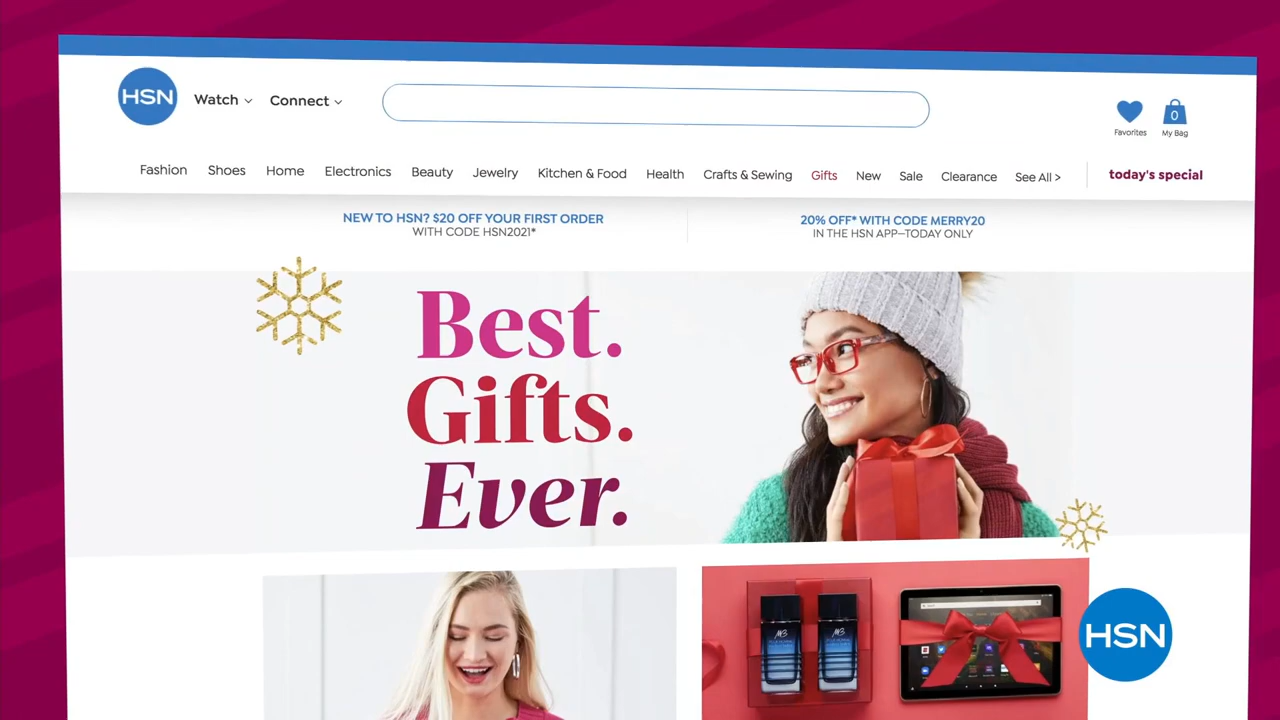 HSN
Watch
Connect
Favorites
0
My Bag
Fashion Shoes Home Electronics Beauty Jewelry Kitchen & Food Health Crafts & Sewing Gifts New Sale Clearance See All > today's special
NEW TO HSN? $20 OFF YOUR FIRST ORDER
WITH CODE HSN2021*
20% OFF* WITH CODE MERRY20
IN THE HSN APP—TODAY ONLY
Best.
Gifts.
Ever.
HSN